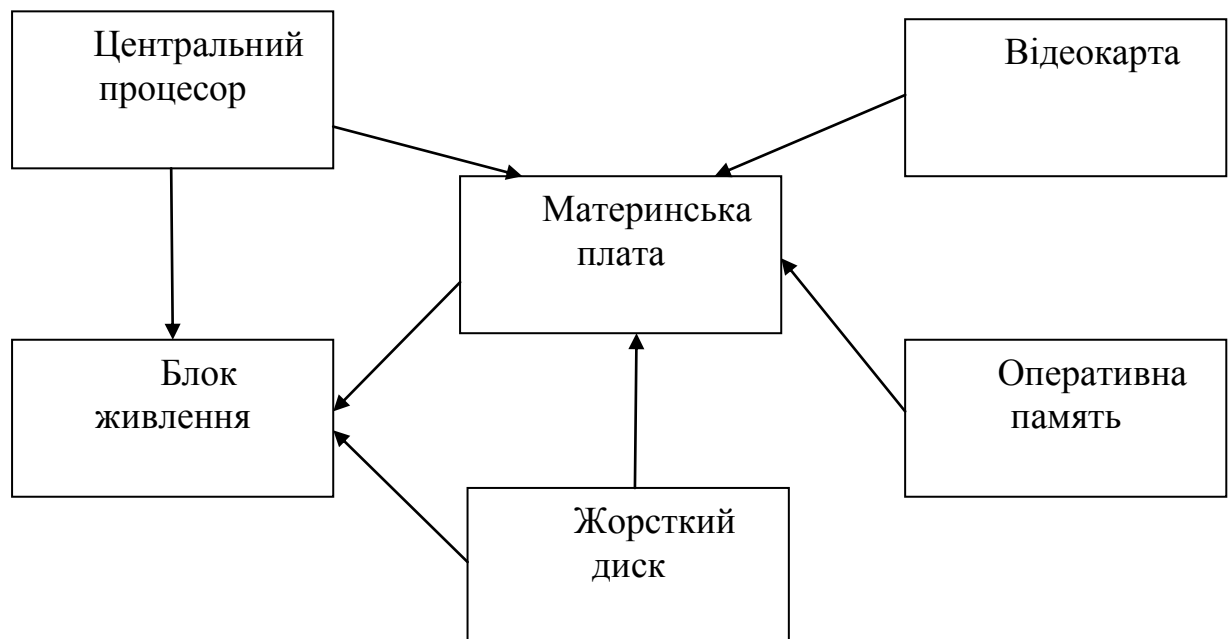 Центральний
процесор
Відеокарта
Материнська
плата
Блок
живлення
Оперативна
память
Жорсткий
диск